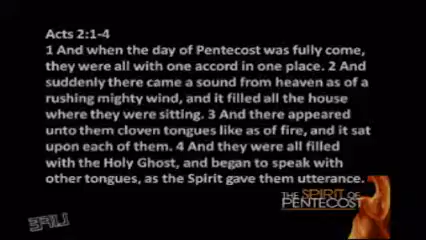 Acts 2:1-4
1 And when the day of Pentecost was fully come,
they were all with one accord in one place. 2 And
suddenly there came a sound from heaven as of a
rushing mighty wind, and it filled all the house
where they were sitting. 3 And there appeared
unto them cloven tongues like as of fire, and it sat
upon each of them. 4 And they were all filled
with the Holy Ghost, and began to speak with
other tongues, as the Spirit gave them utterance.
THE SPIRIT OF
PENTECOST